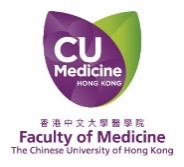 CU
Medicine
HONG KONG
香港中文大學醫學院
Faculty of Medicine
The Chinese University of Hong Kong